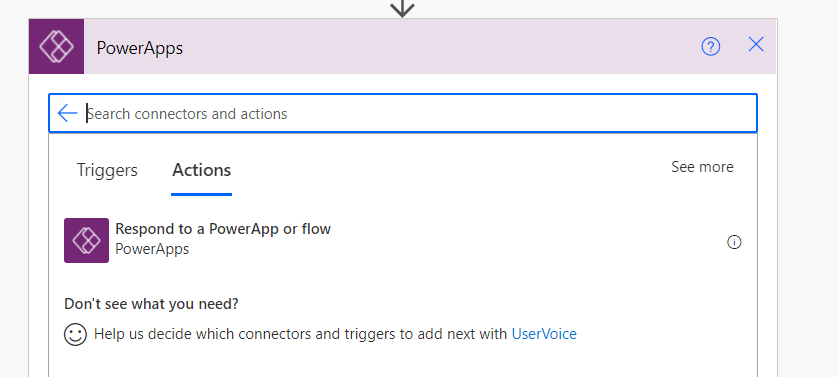 PowerApps
Search connectors and actions
Triggers Actions See more
Respond to a PowerApp or flow
PowerApps
Don't see what you need?
Help us decide which connectors and triggers to add next with UserVoice